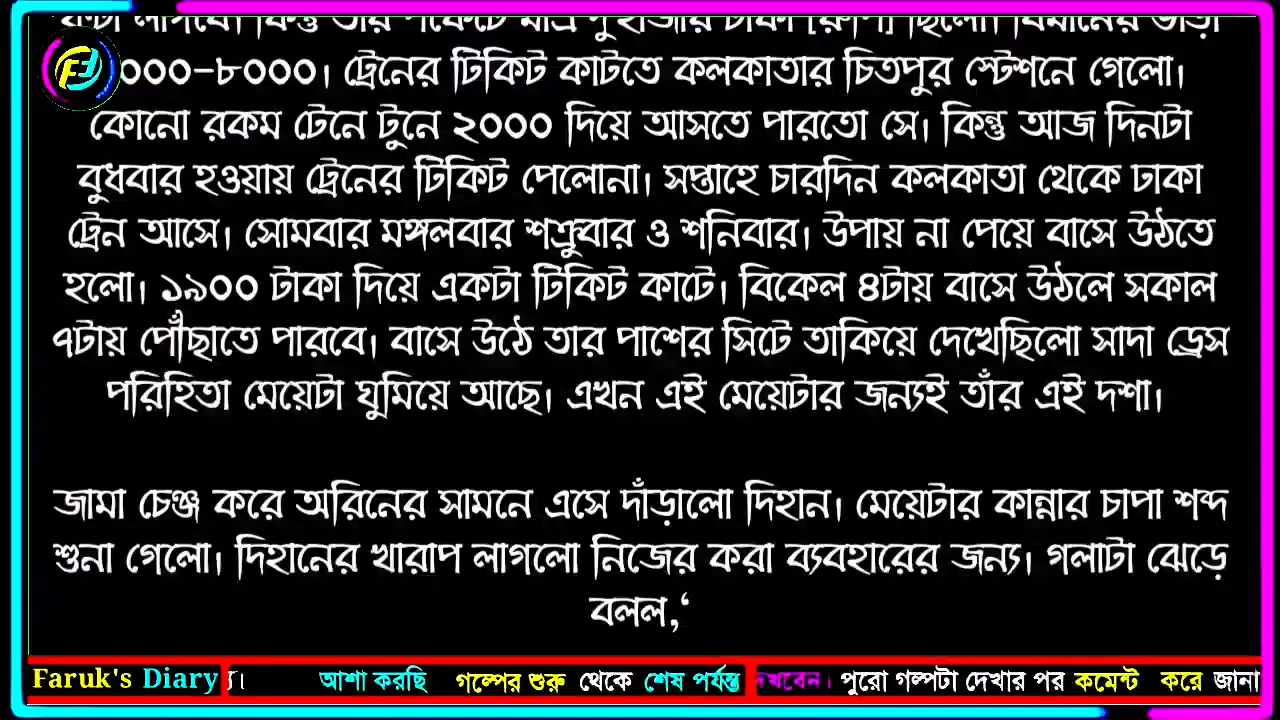 ০০০-৮০০০। ট্রেনের টিকিট কাটতে কলকাতার চিতপুর স্টেশনে গেলো।
কোনো রকম টেনে টুনে ২০০০ দিয়ে আসতে পারতো সে। কিন্তু আজ দিনটা
বুধবার হওয়ায় ট্রেনের টিকিট পেলোনা। সপ্তাহে চারদিন কলকাতা থেকে ঢাকা
ট্রেন আসে। সোমবার মঙ্গলবার শত্রুবার ও শনিবার। উপায় না পেয়ে বাসে উঠতে
হলো। ১৯০০ টাকা দিয়ে একটা টিকিট কাটে। বিকেল ৪টায় বাসে উঠলে সকাল
৭টায় পৌঁছাতে পারবে। বাসে উঠে তার পাশের সিটে তাকিয়ে দেখেছিলো সাদা ড্রেস
পরিহিতা মেয়েটা ঘুমিয়ে আছে। এখন এই মেয়েটার জন্যই তাঁর এই দশা।
জামা চেঞ্জ করে অরিনের সামনে এসে দাঁড়ালো দিহান। মেয়েটার কান্নার চাপা শব্দ
শুনা গেলো। দিহানের খারাপ লাগলো নিজের করা ব্যবহারের জন্য। গলাটা ঝেড়ে
বলল,‘
Faruk's Diary আশা করছি গল্পের শুরু থেকে শেষ পর্যন্ত দেখবেন। পুরো গল্পটা দেখার পর কমেন্ট করে জানা